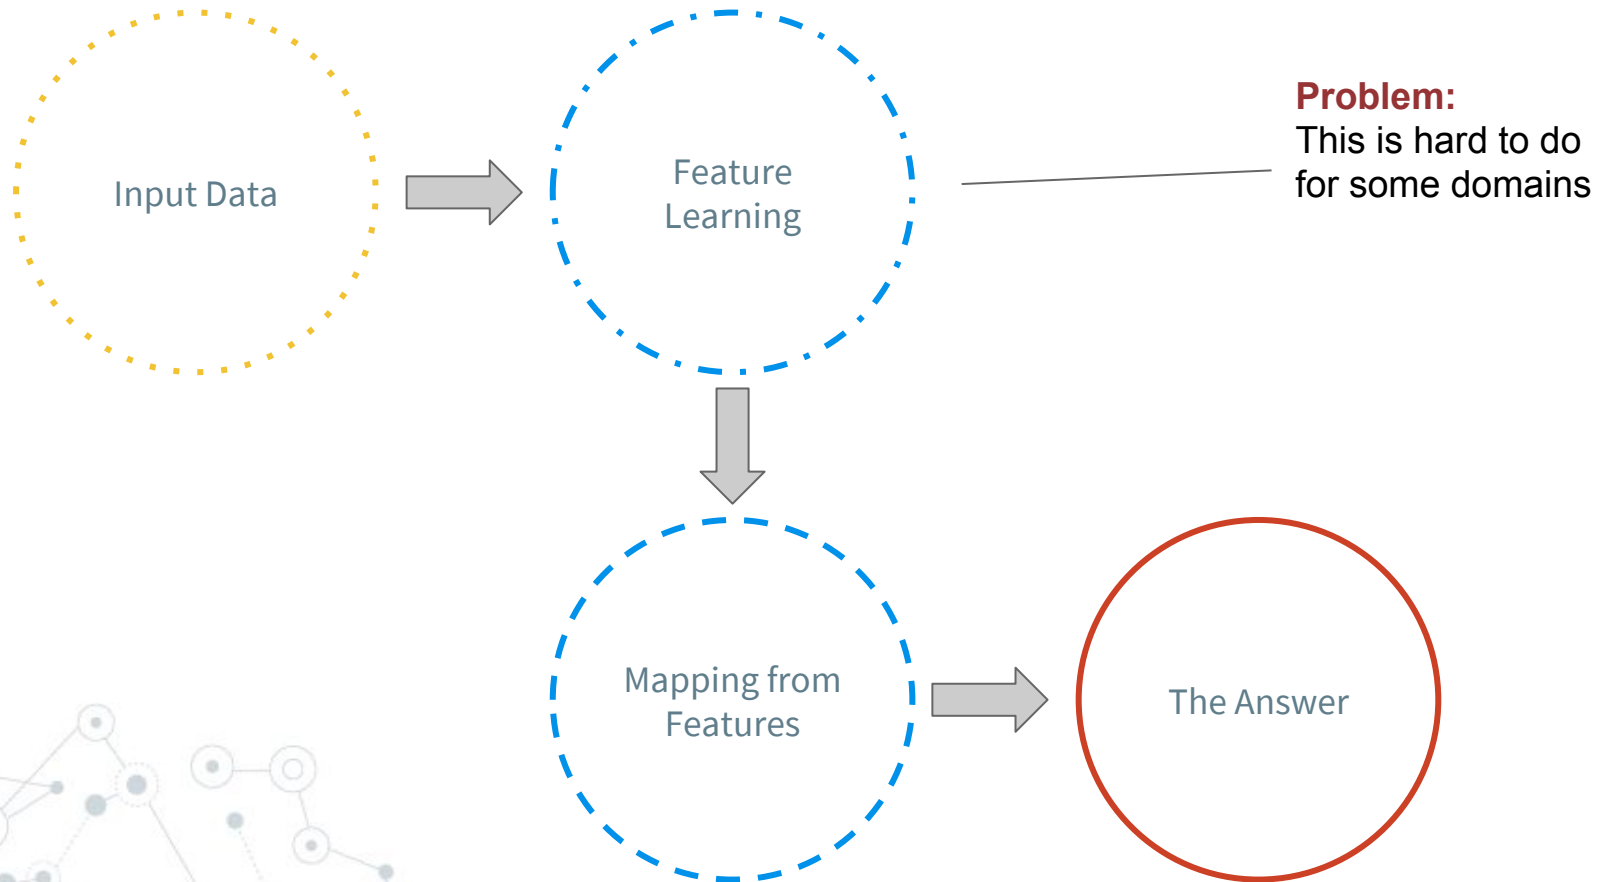 Input Data
Feature
Learning
Problem:
This is hard to do
for some domains
Mapping from
Features
The Answer